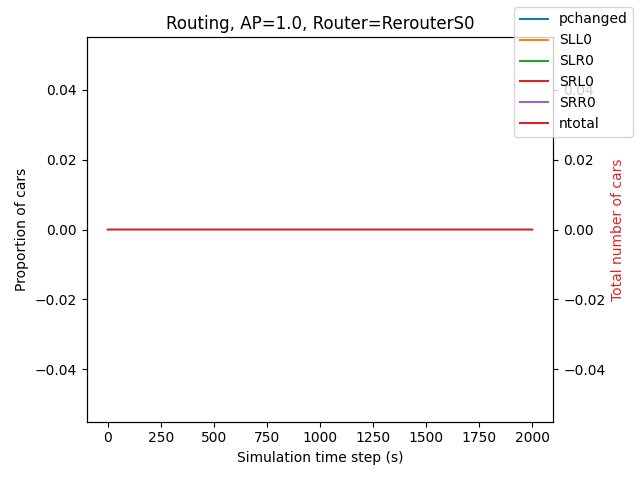 Routing, AP=1.0, Router=RerouterS0
pchanged
SLL0
SLR0
SRL0
SRR0
ntotal
Proportion of cars
0.04
0.02
0.00
−0.02
−0.04
0.04
0.02
0.00
−0.02
−0.04
Total number of cars
0 250 500 750 1000 1250 1500 1750 2000
Simulation time step (s)